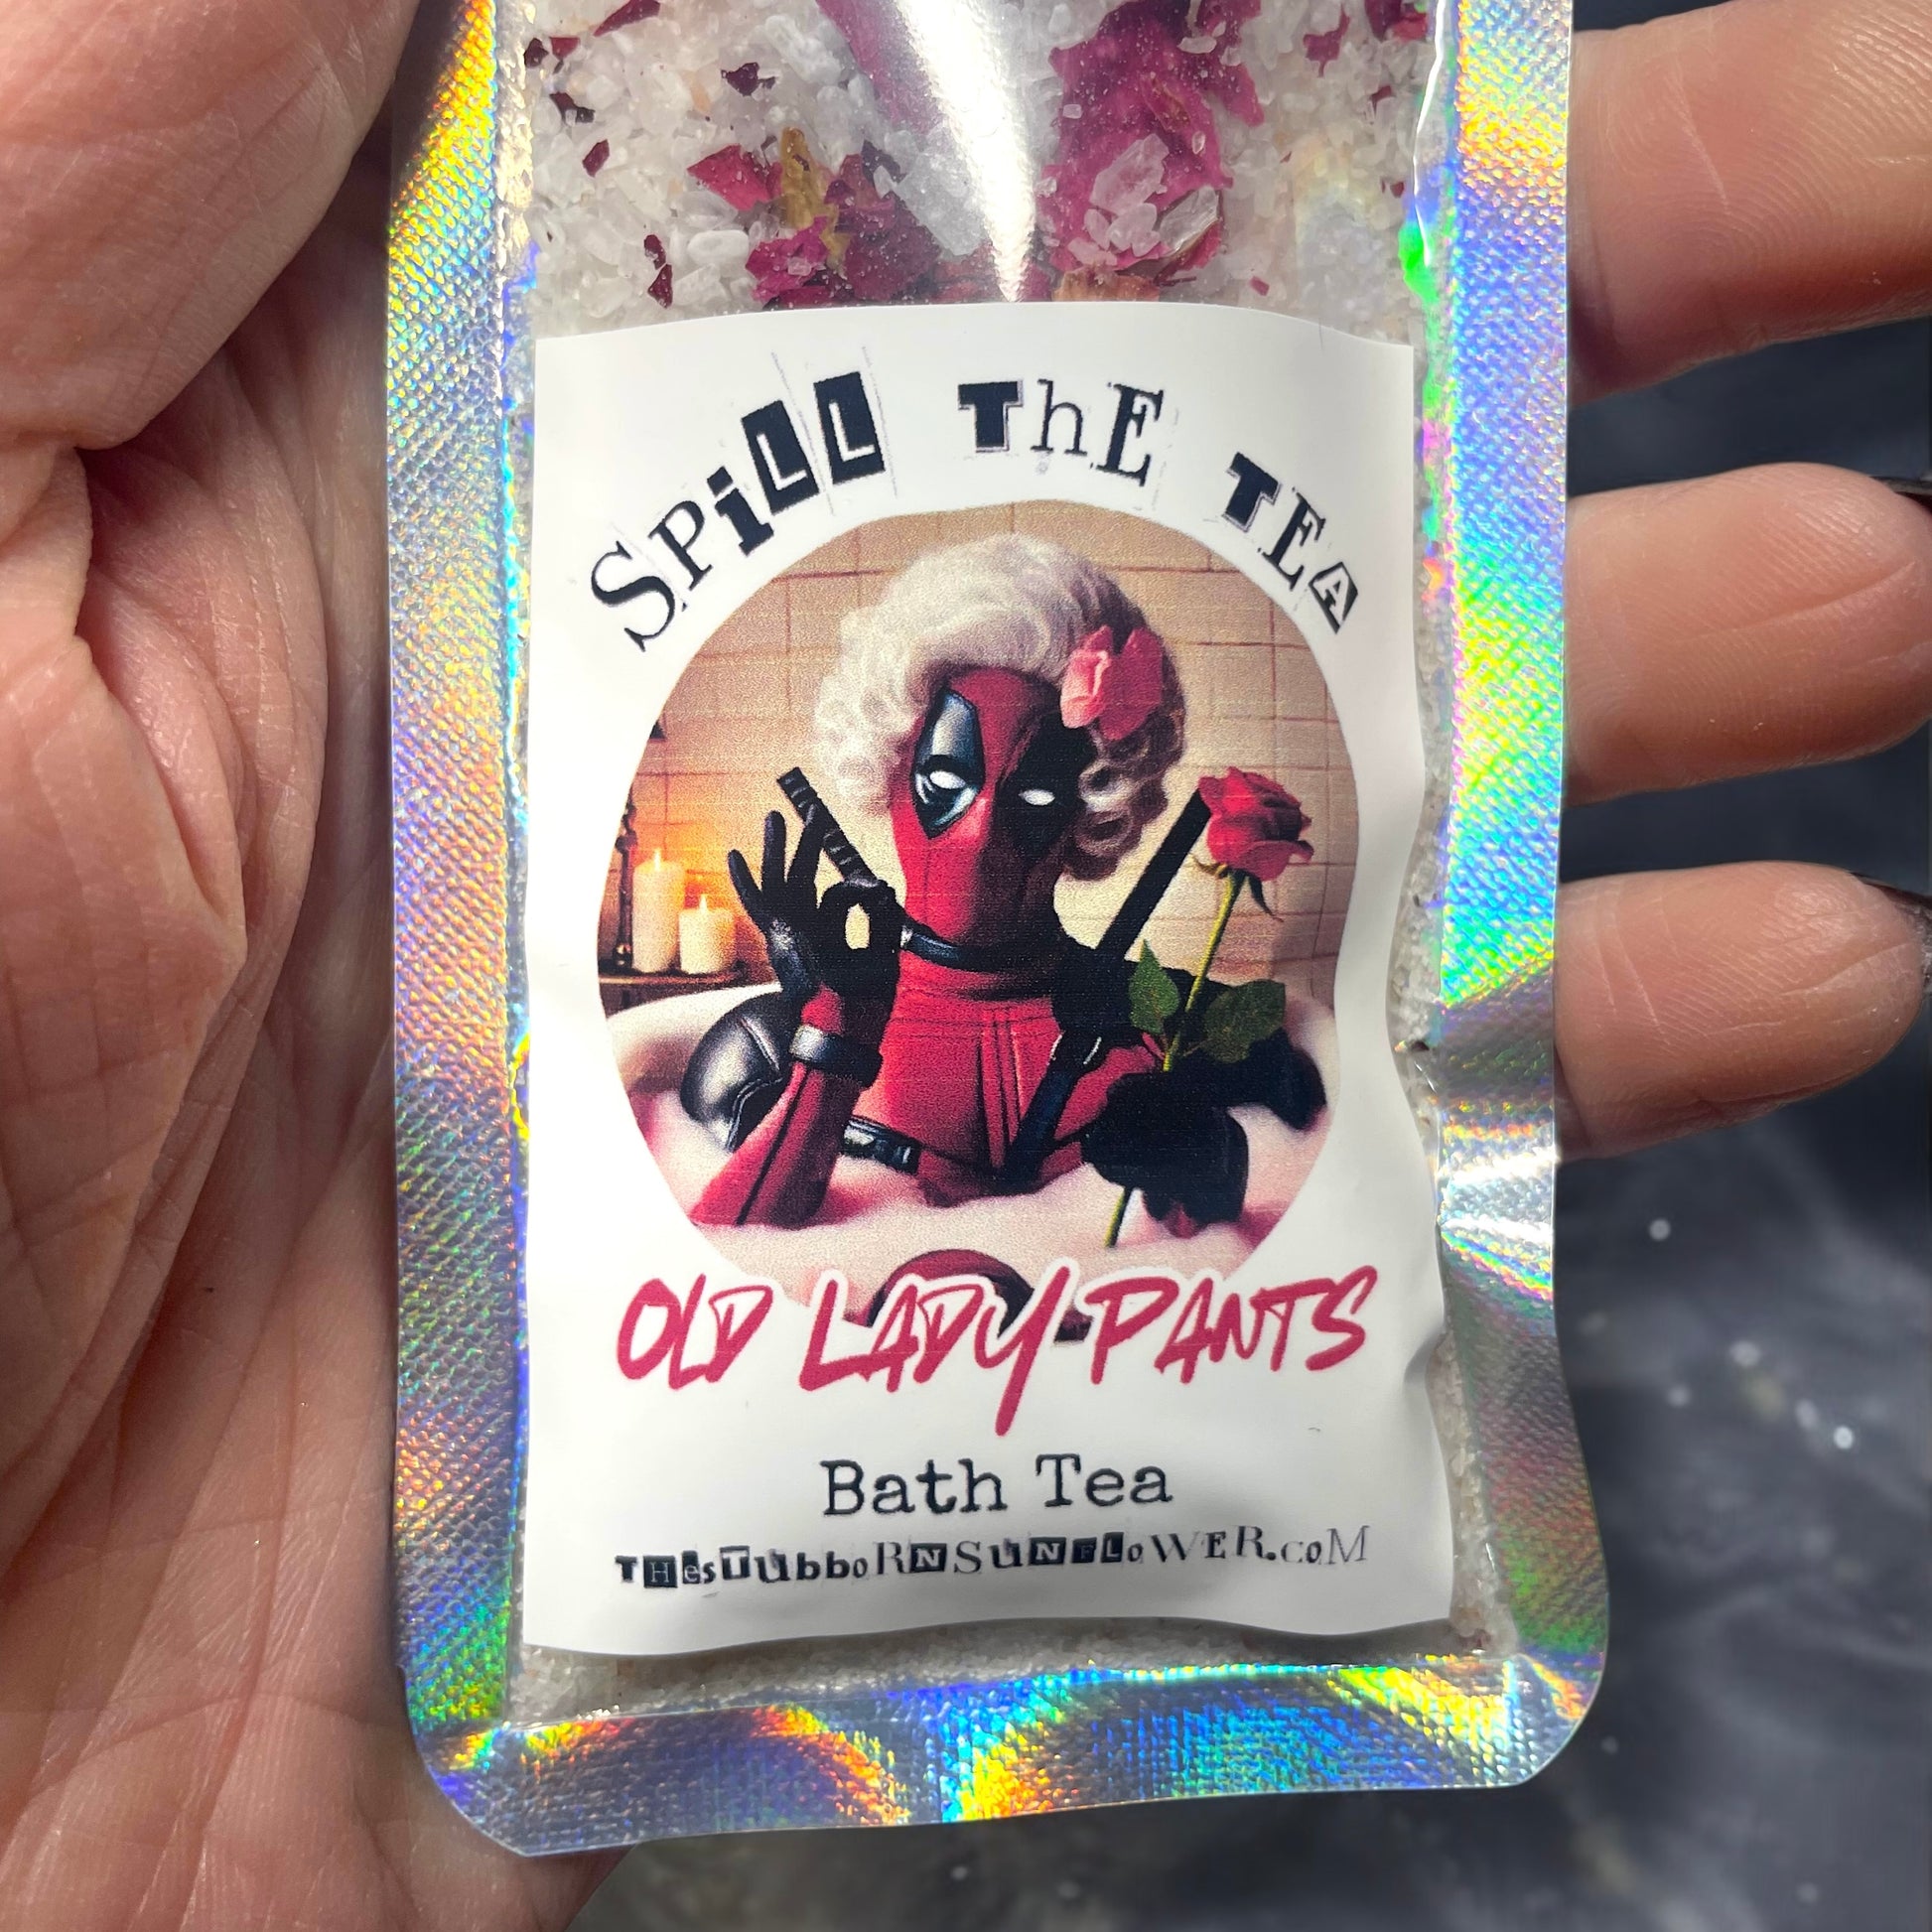 SPiLL ThE TEA
OLD LADY PANTS
Bath Tea
THesTubboRNSuNFLoWER.coM